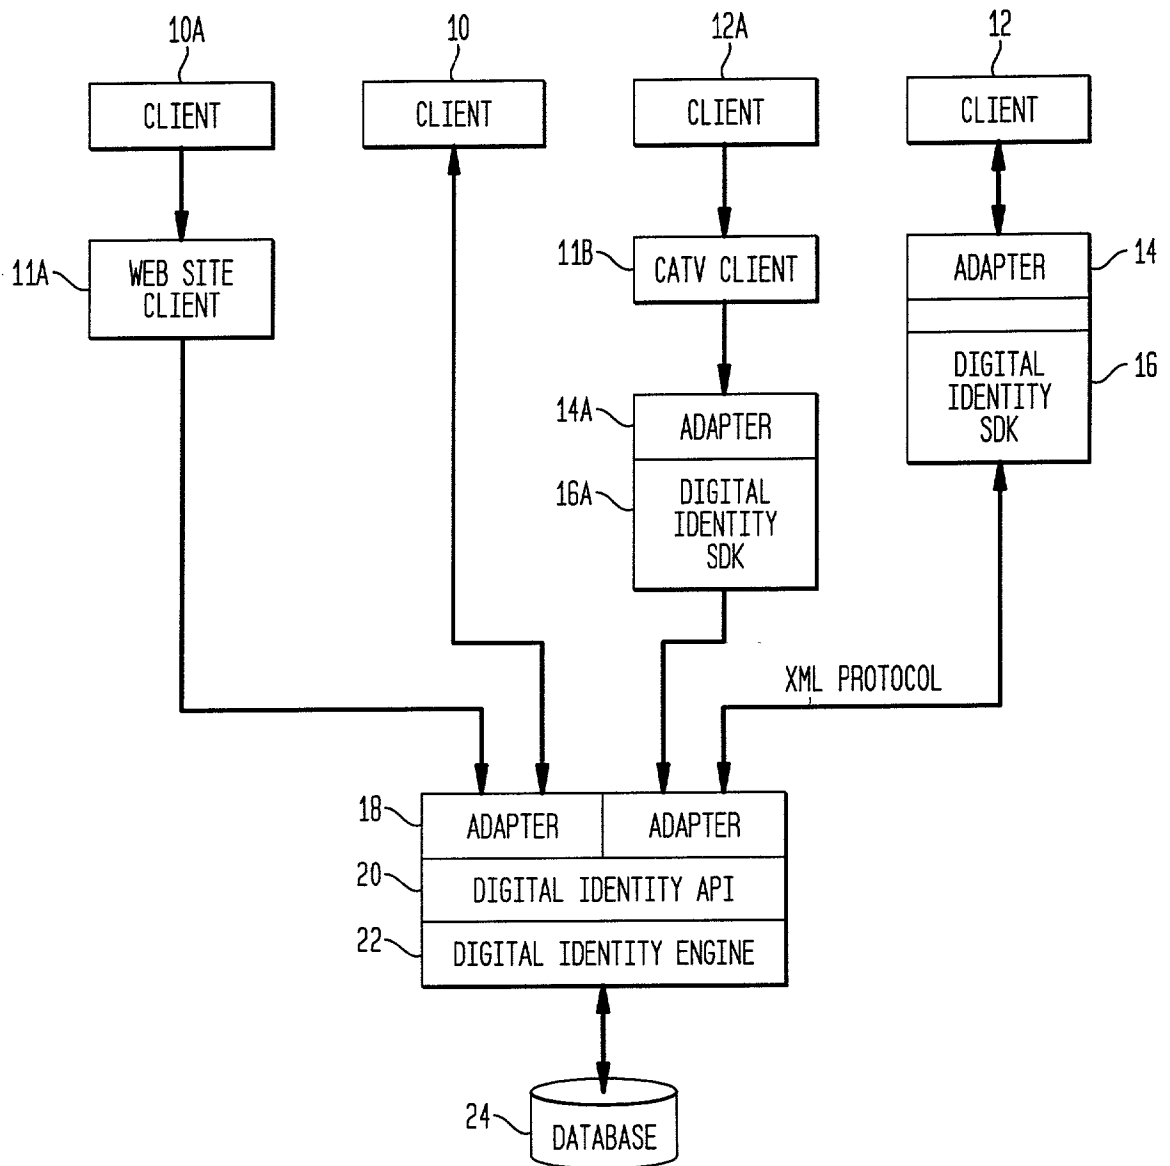 10A
10
12A
12
CLIENT
CLIENT
CLIENT
CLIENT
11A
WEB SITE
CLIENT
11B
CATV CLIENT
ADAPTER
14
DIGITAL
IDENTITY
SDK
16
14A
ADAPTER
16A
DIGITAL
IDENTITY
SDK
XML PROTOCOL
18
ADAPTER
ADAPTER
20
DIGITAL IDENTITY API
22
DIGITAL IDENTITY ENGINE
24
DATABASE